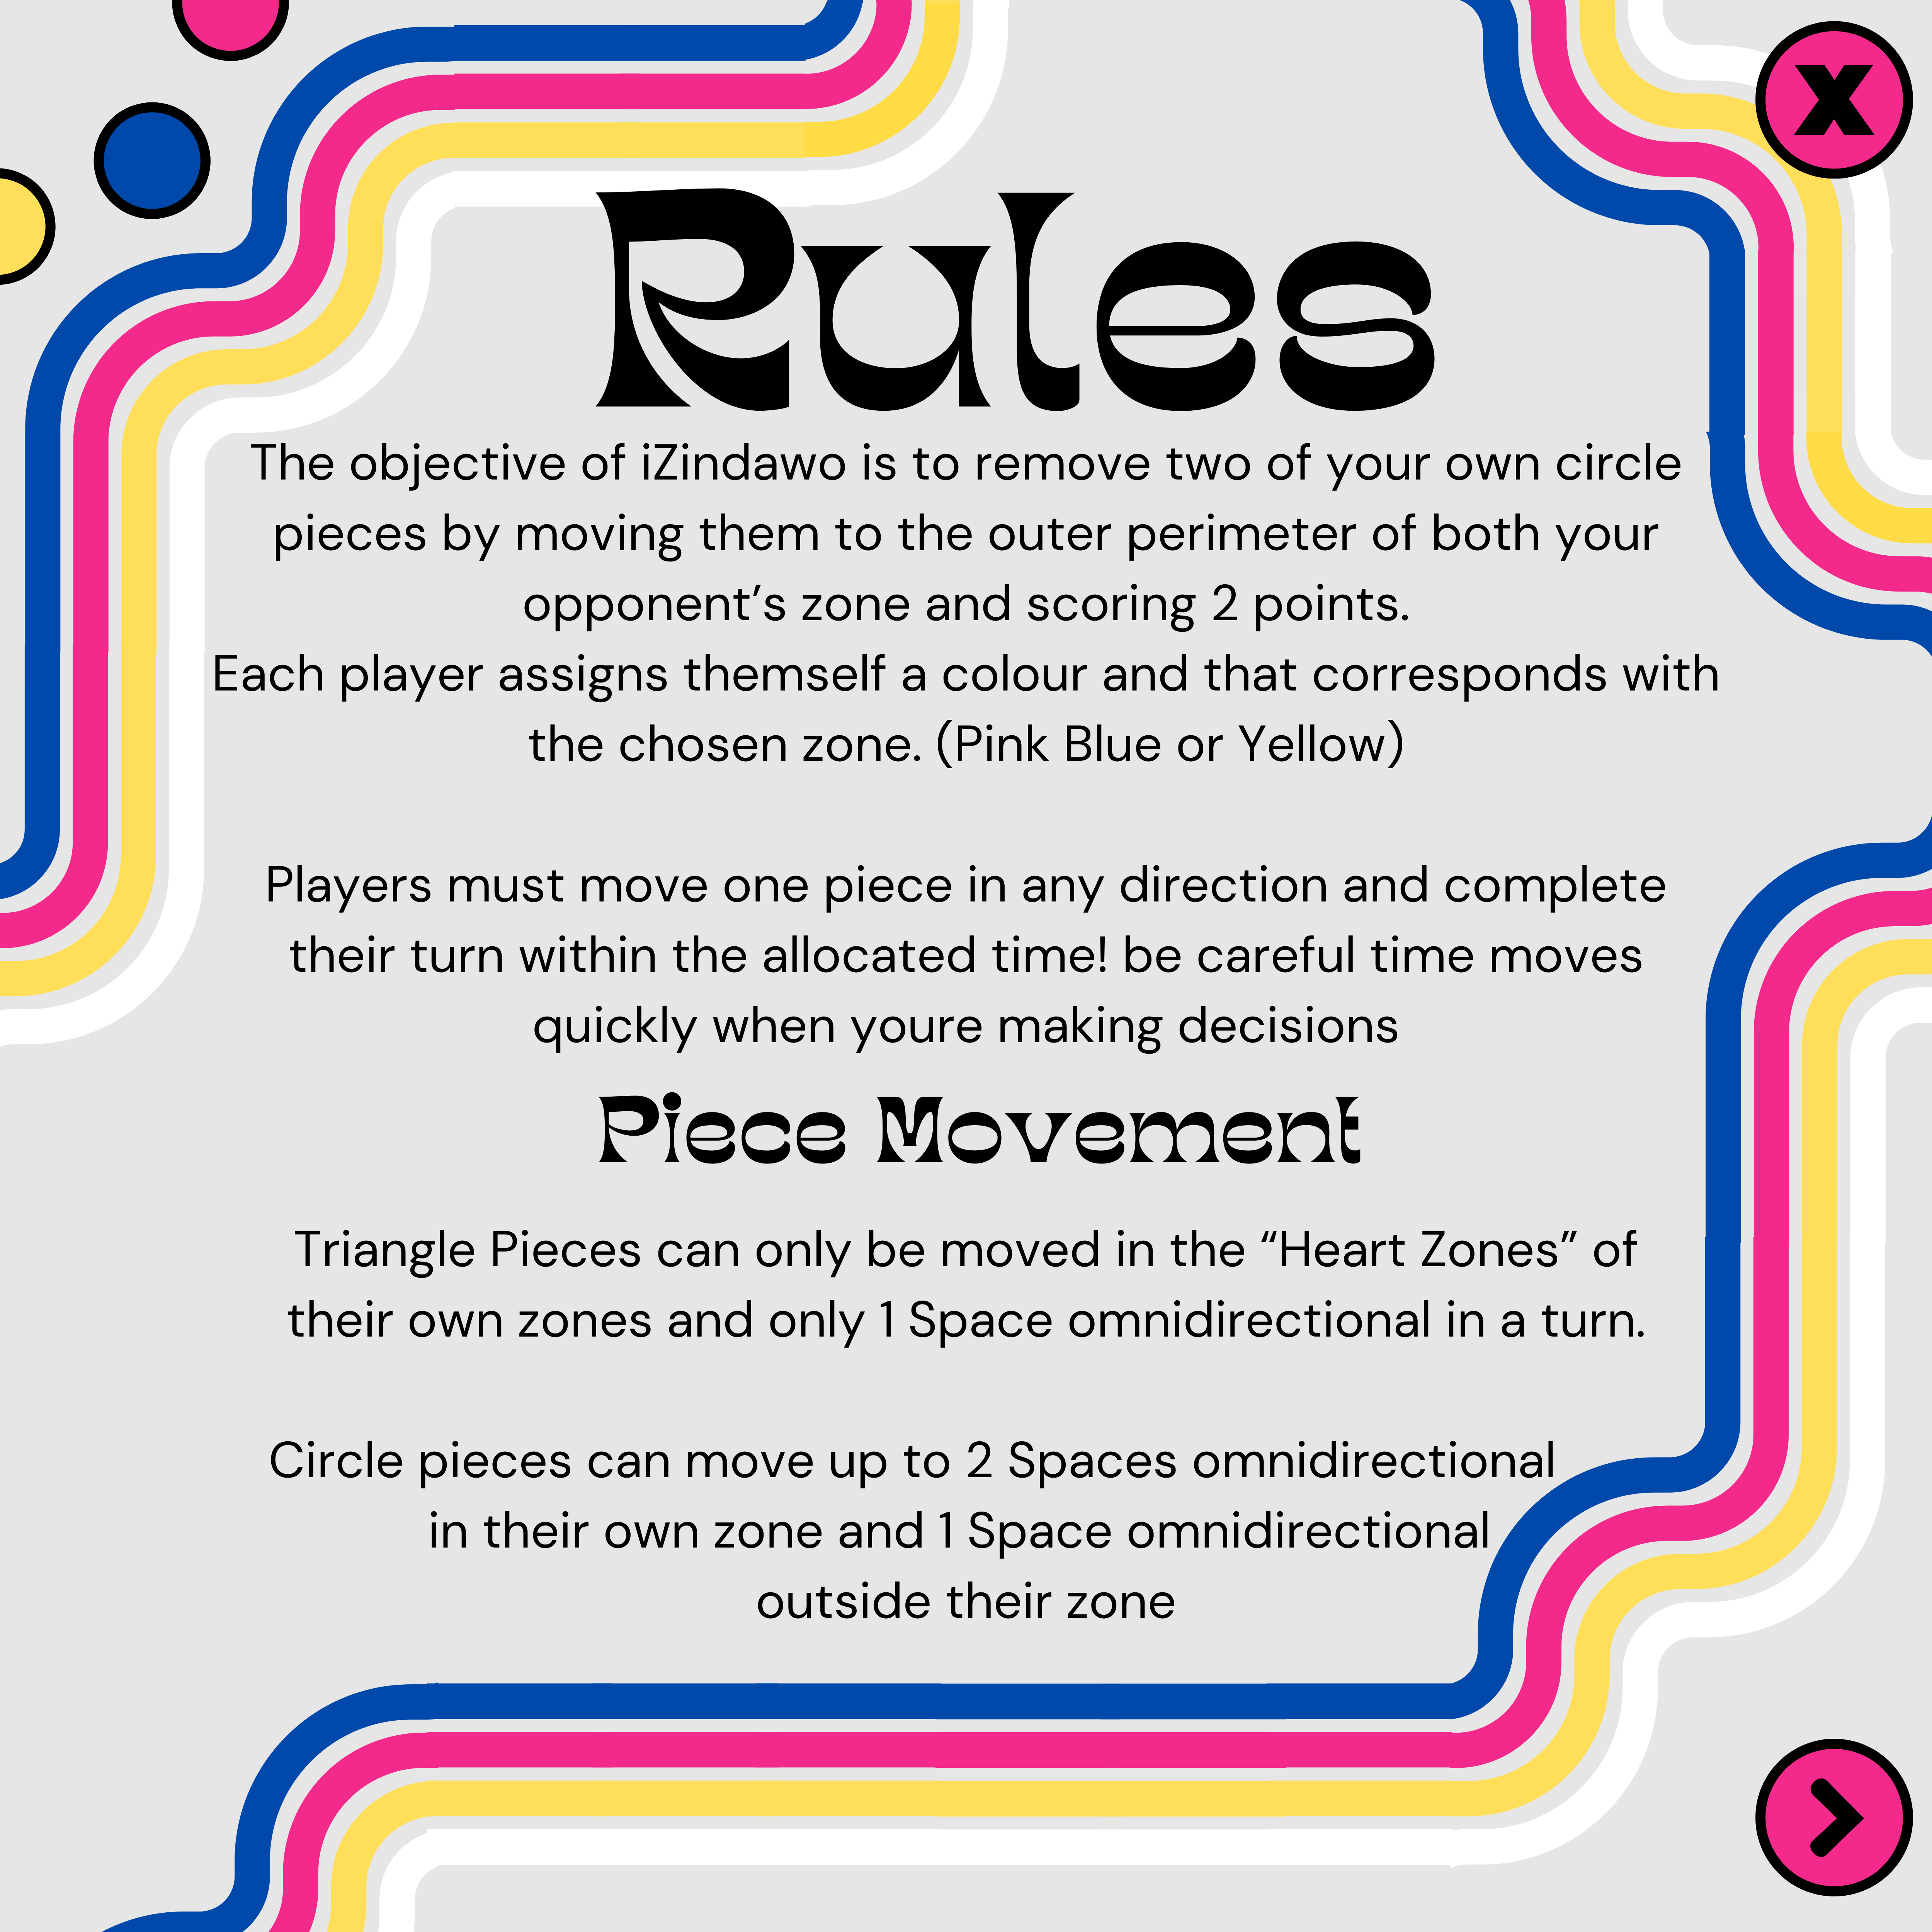 X
Rules
The objective of iZindawo is to remove two of your own circle
pieces by moving them to the outer perimeter of both your
opponent’s zone and scoring 2 points.
Each player assigns themself a colour and that corresponds with
the chosen zone. (Pink Blue or Yellow)
Players must move one piece in any direction and complete
their turn within the allocated time! be careful time moves
quickly when youre making decisions
Piece Movement
Triangle Pieces can only be moved in the “Heart Zones” of
their own zones and only 1 Space omnidirectional in a turn.
Circle pieces can move up to 2 Spaces omnidirectional
in their own zone and 1 Space omnidirectional
outside their zone